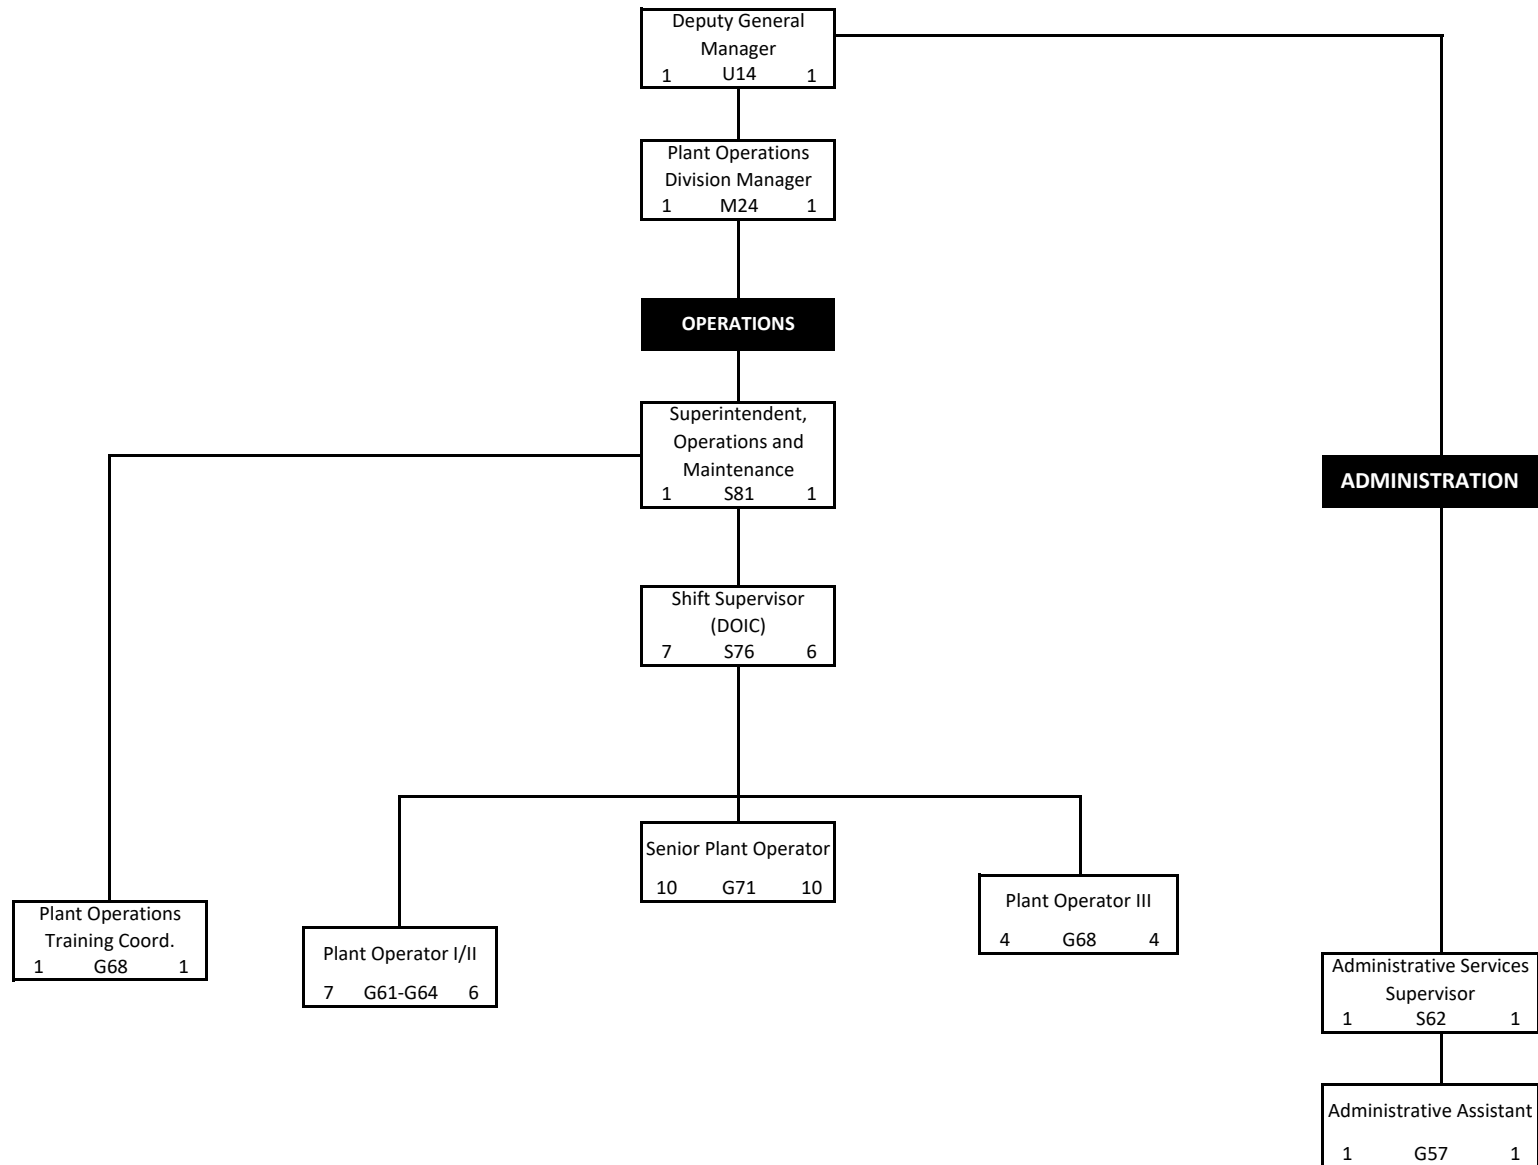 Deputy General
Manager
1 U14 1
Plant Operations
Division Manager
1 M24 1
OPERATIONS
Superintendent,
Operations and
Maintenance
1 S81 1
ADMINISTRATION
Shift Supervisor
(DOIC)
7 S76 6
Senior Plant Operator
10 G71 10
Plant Operator III
4 G68 4
Plant Operations
Training Coord.
1 G68 1
Plant Operator I/II
7 G61-G64 6
Administrative Services
Supervisor
1 S62 1
Administrative Assistant
1 G57 1